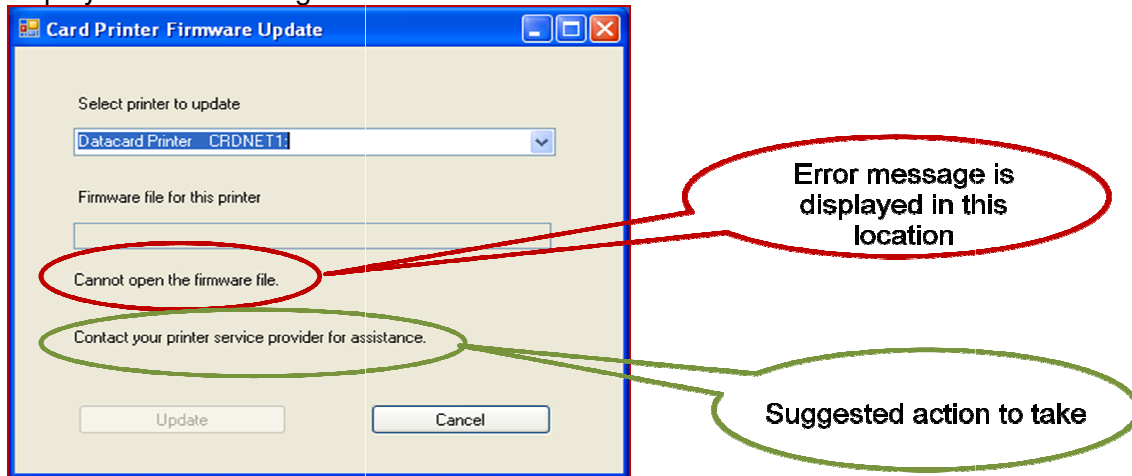 Card Printer Firmware Update
Select printer to update
Datacard Printer CRDNET1:
Firmware file for this printer
Cannot open the firmware file.
Contact your printer service provider for assistance.
Update
Cancel
Error message is
displayed in this
location
Suggested action to take